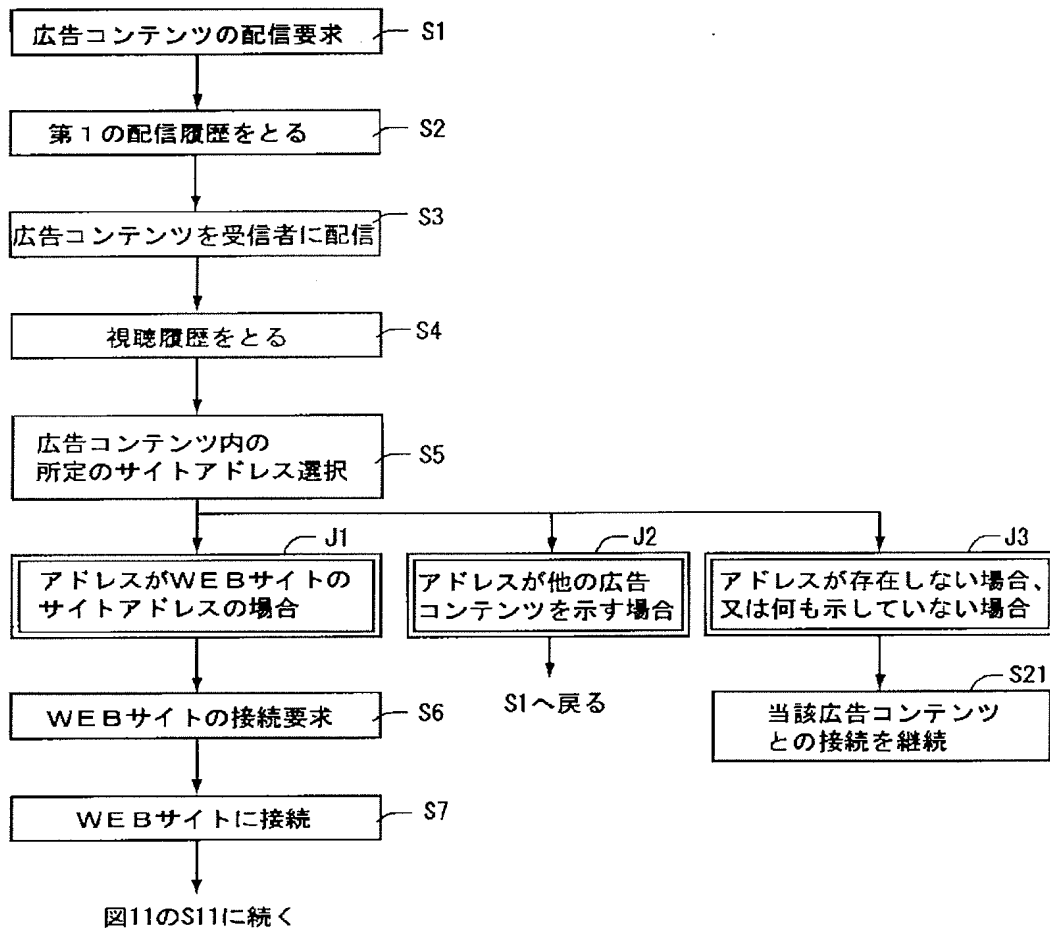 広告コンテンツの配信要求
S1
第1の配信履歴をとる
S2
広告コンテンツを受信者に配信
S3
視聴履歴をとる
S4
広告コンテンツ内の
所定のサイトアドレス選択
S5
J1
アドレスがWEBサイトの
サイトアドレスの場合
J2
アドレスが他の広告
コンテンツを示す場合
J3
アドレスが存在しない場合、
又は何も示していない場合
WEBサイトの接続要求
S6
S1へ戻る
S21
当該広告コンテンツ
との接続を継続
WEBサイトに接続
S7
図11のS11に続く